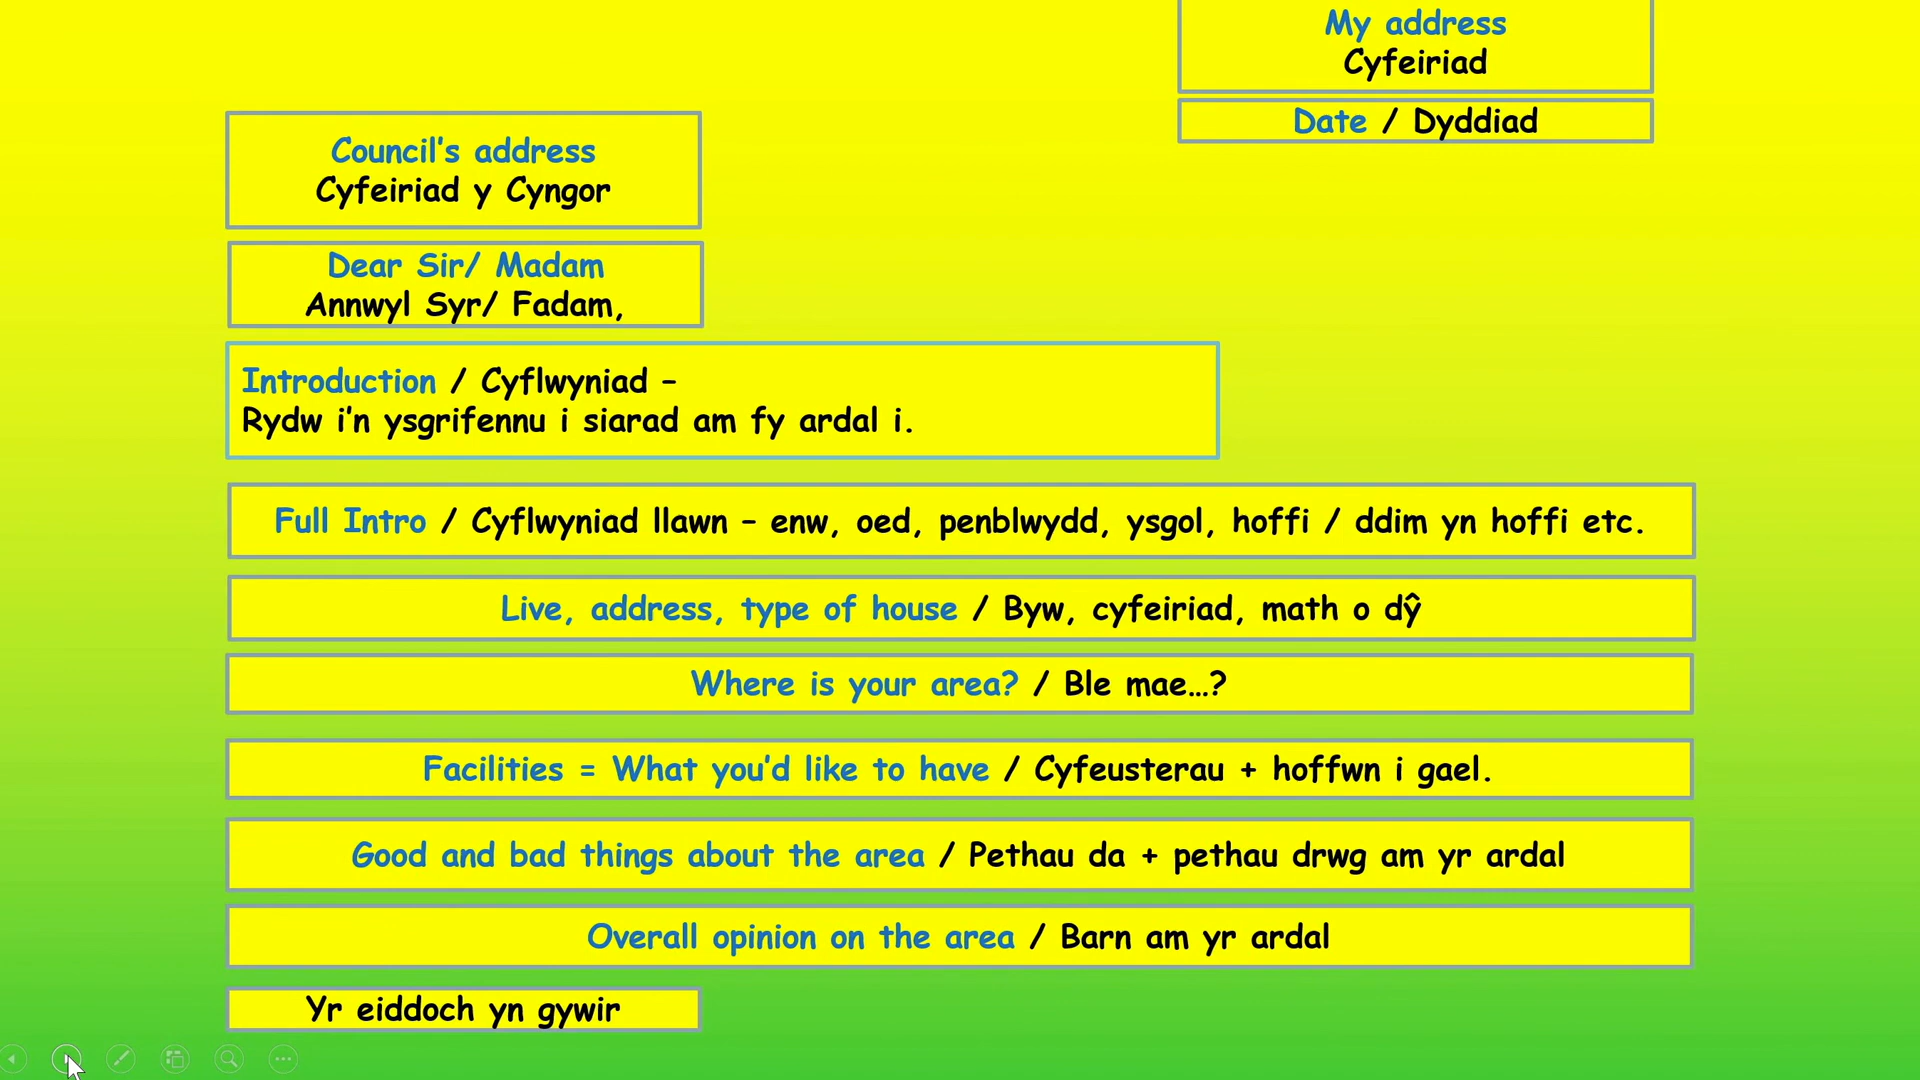 My address
Cyfeiriad
Date / Dyddiad
Council's address
Cyfeiriad y Cyngor
Dear Sir/ Madam
Annwyl Syr/ Fadam,
Introduction / Cyflwyniad –
Rydw i'n ysgrifennu i siarad am fy ardal i.
Full Intro / Cyflwyniad llawn – enw, oed, penblwydd, ysgol, hoffi / ddim yn hoffi etc.
Live, address, type of house / Byw, cyfeiriad, math o dŷ
Where is your area? / Ble mae...?
Facilities = What you'd like to have / Cyfeusterau + hoffwn i gael.
Good and bad things about the area / Pethau da + pethau drwg am yr ardal
Overall opinion on the area / Barn am yr ardal
Yr eiddoch yn gywir